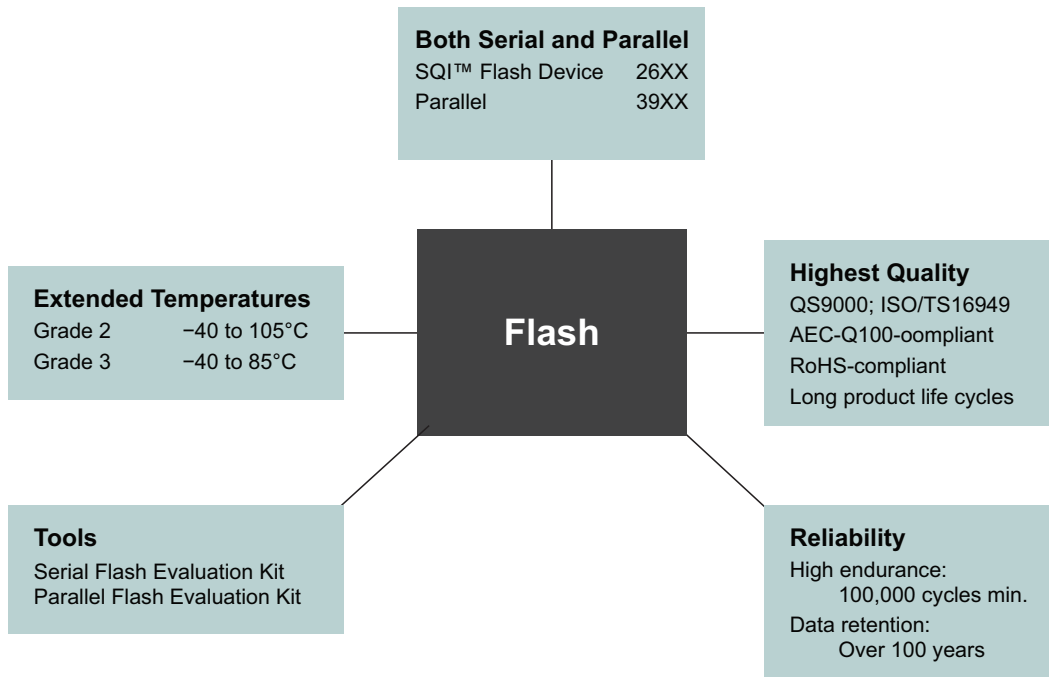 Both Serial and Parallel
SQI™ Flash Device 26XX
Parallel 39XX
Flash
Extended Temperatures
Grade 2 −40 to 105°C
Grade 3 −40 to 85°C
Highest Quality
QS9000; ISO/TS16949
AEC-Q100-oompliant
RoHS-compliant
Long product life cycles
Tools
Serial Flash Evaluation Kit
Parallel Flash Evaluation Kit
Reliability
High endurance:
100,000 cycles min.
Data retention:
Over 100 years